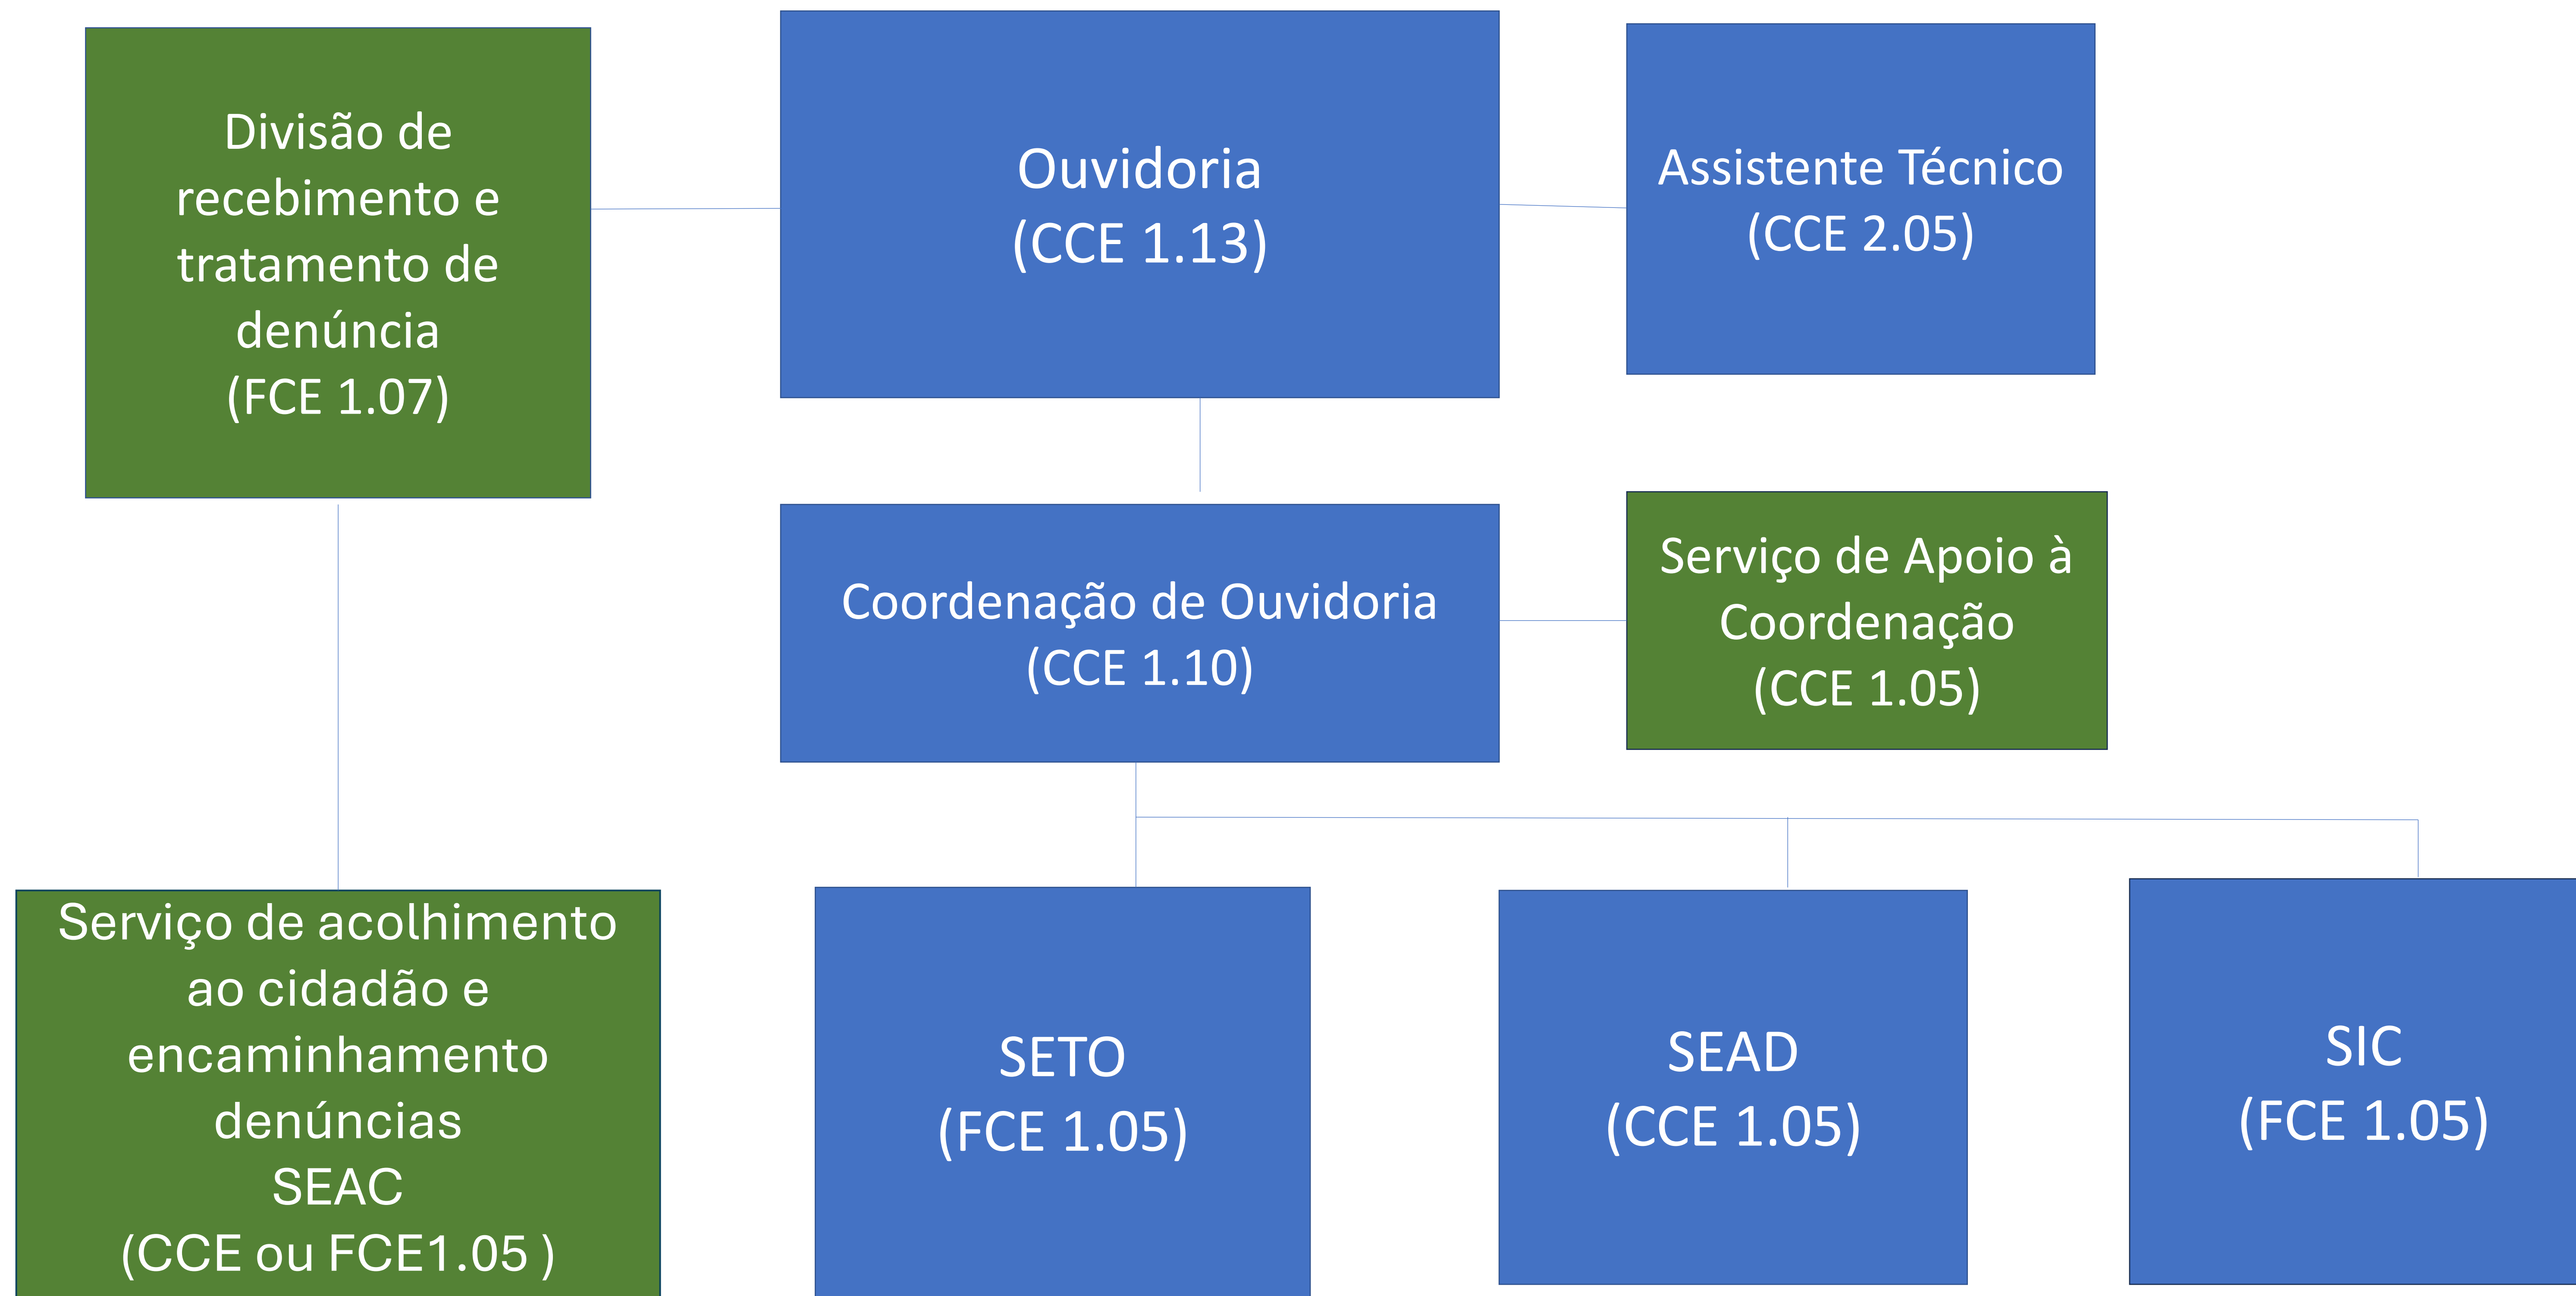 Divisão de
recebimento e
tratamento de
denúncia
(FCE 1.07)
Ouvidoria
(CCE 1.13)
Assistente Técnico
(CCE 2.05)
Coordenação de Ouvidoria
(CCE 1.10)
Serviço de Apoio à
Coordenação
(CCE 1.05)
Serviço de acolhimento
ao cidadão e
encaminhamento
denúncias
SEAC
(CCE ou FCE1.05 )
SETO
(FCE 1.05)
SEAD
(CCE 1.05)
SIC
(FCE 1.05)